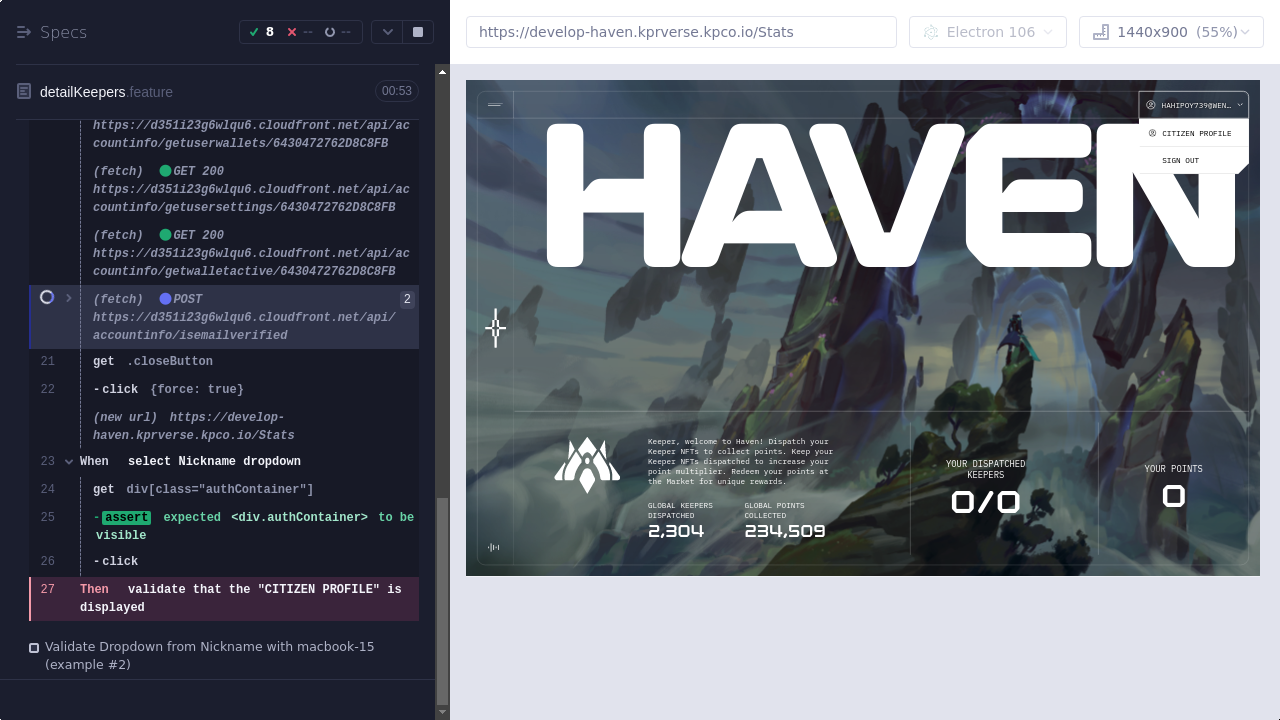 Specs
8
--
--
https://develop-haven.kprverse.kpco.io/Stats
Electron 106
1440x900 (55%)
detailKeepers.feature
00:53
https://d351i23g6wlqu6.cloudfront.net/api/ac
countinfo/getuserwallets/6430472762D8C8FB
(fetch) GET 200
https://d351i23g6wlqu6.cloudfront.net/api/ac
countinfo/getusersettings/6430472762D8C8FB
(fetch) GET 200
https://d351i23g6wlqu6.cloudfront.net/api/ac
countinfo/getwalletactive/6430472762D8C8FB
(fetch) POST 2
https://d351i23g6wlqu6.cloudfront.net/api/
accountinfo/isemailverified
21 get .closeButton
22 -click {force: true}
(new url) https://develop-
haven.kprverse.kpco.io/Stats
23 When select Nickname dropdown
24 get div[class="authContainer"]
25 -assert expected <div.authContainer> to be
visible
26 -click
27 Then validate that the "CITIZEN PROFILE" is
displayed
Validate Dropdown from Nickname with macbook-15
(example #2)
HAHIPOY739@WEN…
CITIZEN PROFILE
SIGN OUT
HAVEN
Keeper, welcome to Haven! Dispatch your
Keeper NFTs to collect points. Keep your
Keeper NFTs dispatched to increase your
point multiplier. Redeem your points at
the Market for unique rewards.
GLOBAL KEEPERS
DISPATCHED
2,304
GLOBAL POINTS
COLLECTED
234,509
YOUR DISPATCHED
KEEPERS
0/0
YOUR POINTS
0